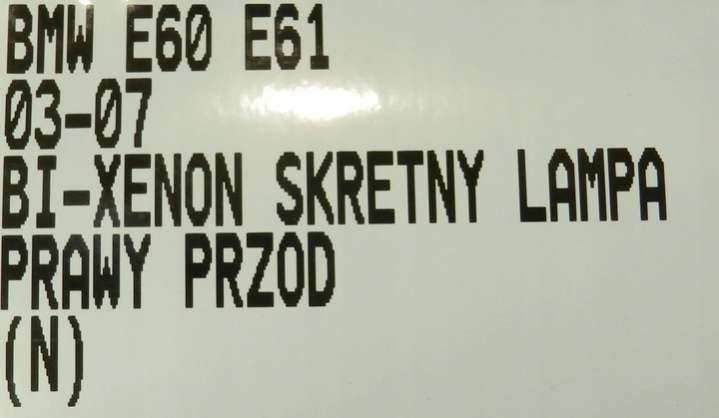 BMW E60 E61
03-07
BI-XENON SKRETNY LAMPA
PRAWY PRZOD
(N)